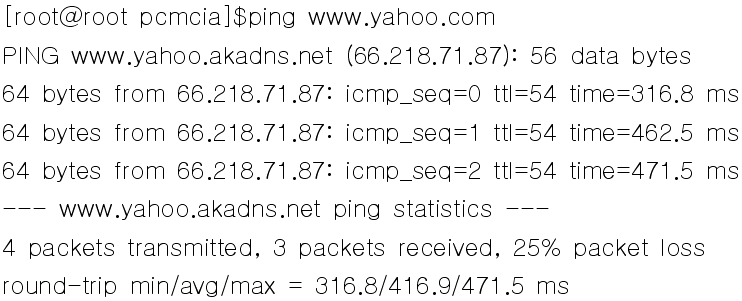 [root@root pcmcia]$ping www.yahoo.com
PING www.yahoo.akadns.net (66.218.71.87): 56 data bytes
64 bytes from 66.218.71.87: icmp_seq=0 ttl=54 time=316.8 ms
64 bytes from 66.218.71.87: icmp_seq=1 ttl=54 time=462.5 ms
64 bytes from 66.218.71.87: icmp_seq=2 ttl=54 time=471.5 ms
--- www.yahoo.akadns.net ping statistics ---
4 packets transmitted, 3 packets received, 25% packet loss
round-trip min/avg/max = 316.8/416.9/471.5 ms